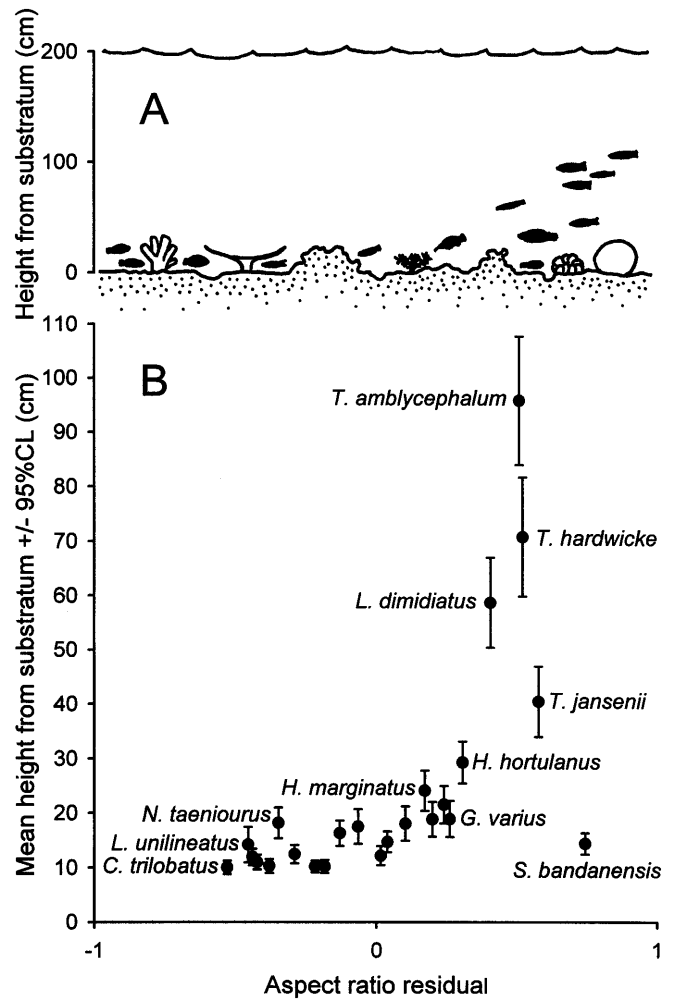 Height from substratum (cm)
200
100
0
A
Mean height from substratum +/- 95%CL (cm)
110
100
90
80
70
60
50
40
30
20
10
0
B
T. amblycephalum
T. hardwicke
L. dimidiatus
T. jansenii
H. hortulanus
H. marginatus
N. taeniourus
G. varius
L. unilineatus
C. trilobatus
S. bandanensis
-1 0 1
Aspect ratio residual